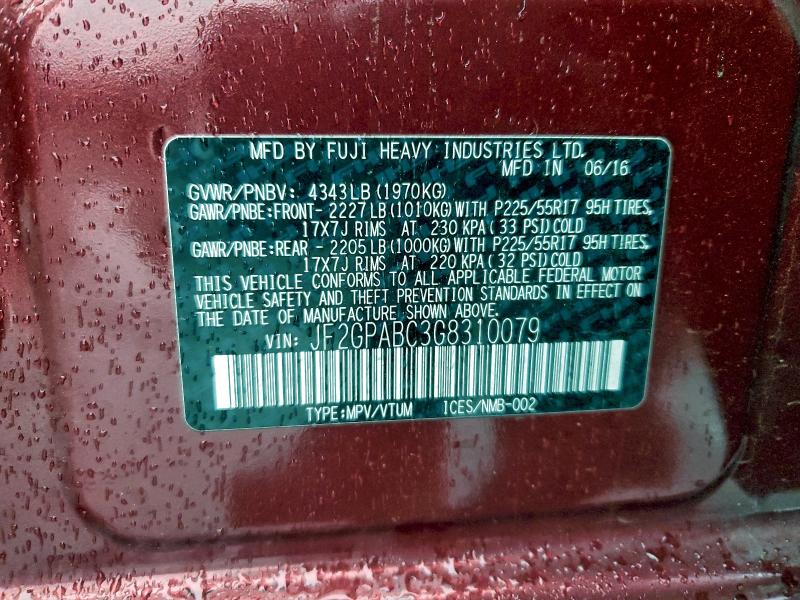 MFD BY FUJI HEAVY INDUSTRIES LTD.
MFD IN 06/16
GVWR/PNBV: 4343LB (1970KG)
GAWR/PNBE:FRONT- 2227LB (1010KG) WITH P225/55R17 95H TIRES,
17X7J RIMS AT 230 KPA (33 PSI) COLD
GAWR/PNBE:REAR - 2205LB (1000KG) WITH P225/55R17 95H TIRES,
17X7J RIMS AT 220 KPA (32 PSI) COLD
THIS VEHICLE CONFORMS TO ALL APPLICABLE FEDERAL MOTOR
VEHICLE SAFETY AND THEFT PREVENTION STANDARDS IN EFFECT ON
THE DATE OF MANUFACTURE SHOWN ABOVE.
VIN: JF2GPABC3G8310079
TYPE:MPV/VTUM ICES/NMB-002